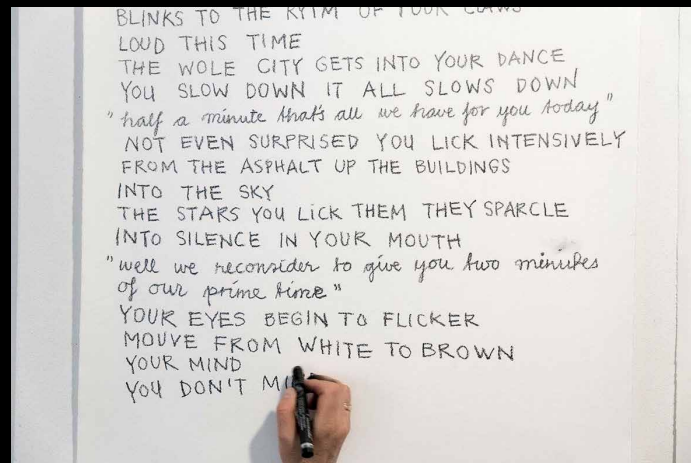 BLINKS TO THE RYTM OF YOUR CLAWS
LOUD THIS TIME
THE WOLE CITY GETS INTO YOUR DANCE
YOU SLOW DOWN IT ALL SLOWS DOWN
"half a minute that's all we have for you today"
NOT EVEN SURPRISED YOU LICK INTENSIVELY
FROM THE ASPHALT UP THE BUILDINGS
INTO THE SKY
THE STARS YOU LICK THEM THEY SPARCLE
INTO SILENCE IN YOUR MOUTH
"well we reconsider to give you two minutes
of our prime time"
YOUR EYES BEGIN TO FLICKER
MOUVE FROM WHITE TO BROWN
YOUR MIND
YOU DON'T